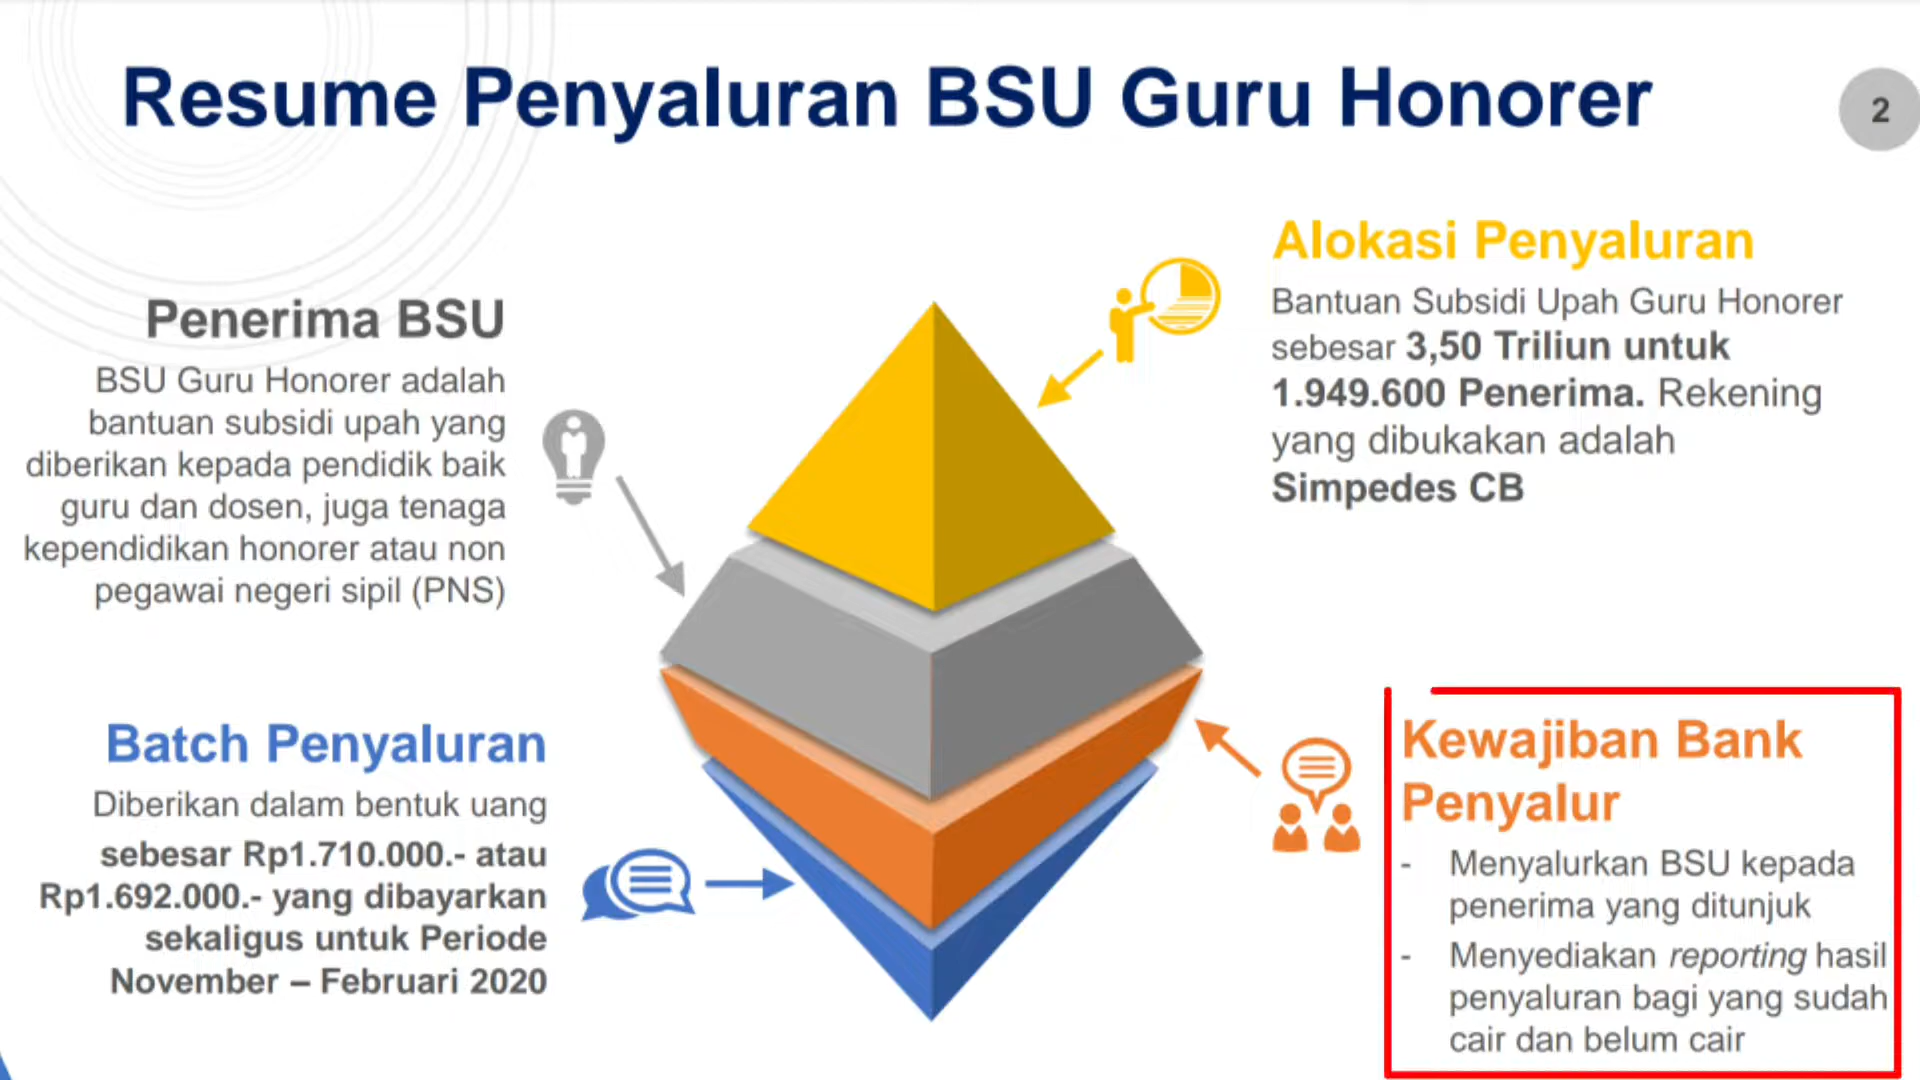 Resume Penyaluran BSU Guru Honorer
2
Penerima BSU
BSU Guru Honorer adalah
bantuan subsidi upah yang
diberikan kepada pendidik baik
guru dan dosen, juga tenaga
kependidikan honorer atau non
pegawai negeri sipil (PNS)
Alokasi Penyaluran
Bantuan Subsidi Upah Guru Honorer
sebesar 3,50 Triliun untuk
1.949.600 Penerima. Rekening
yang dibukakan adalah
Simpedes CB
Batch Penyaluran
Diberikan dalam bentuk uang
sebesar Rp1.710.000.- atau
Rp1.692.000.- yang dibayarkan
sekaligus untuk Periode
November – Februari 2020
Kewajiban Bank
Penyalur
- Menyalurkan BSU kepada
penerima yang ditunjuk
- Menyediakan reporting hasil
penyaluran bagi yang sudah
cair dan belum cair